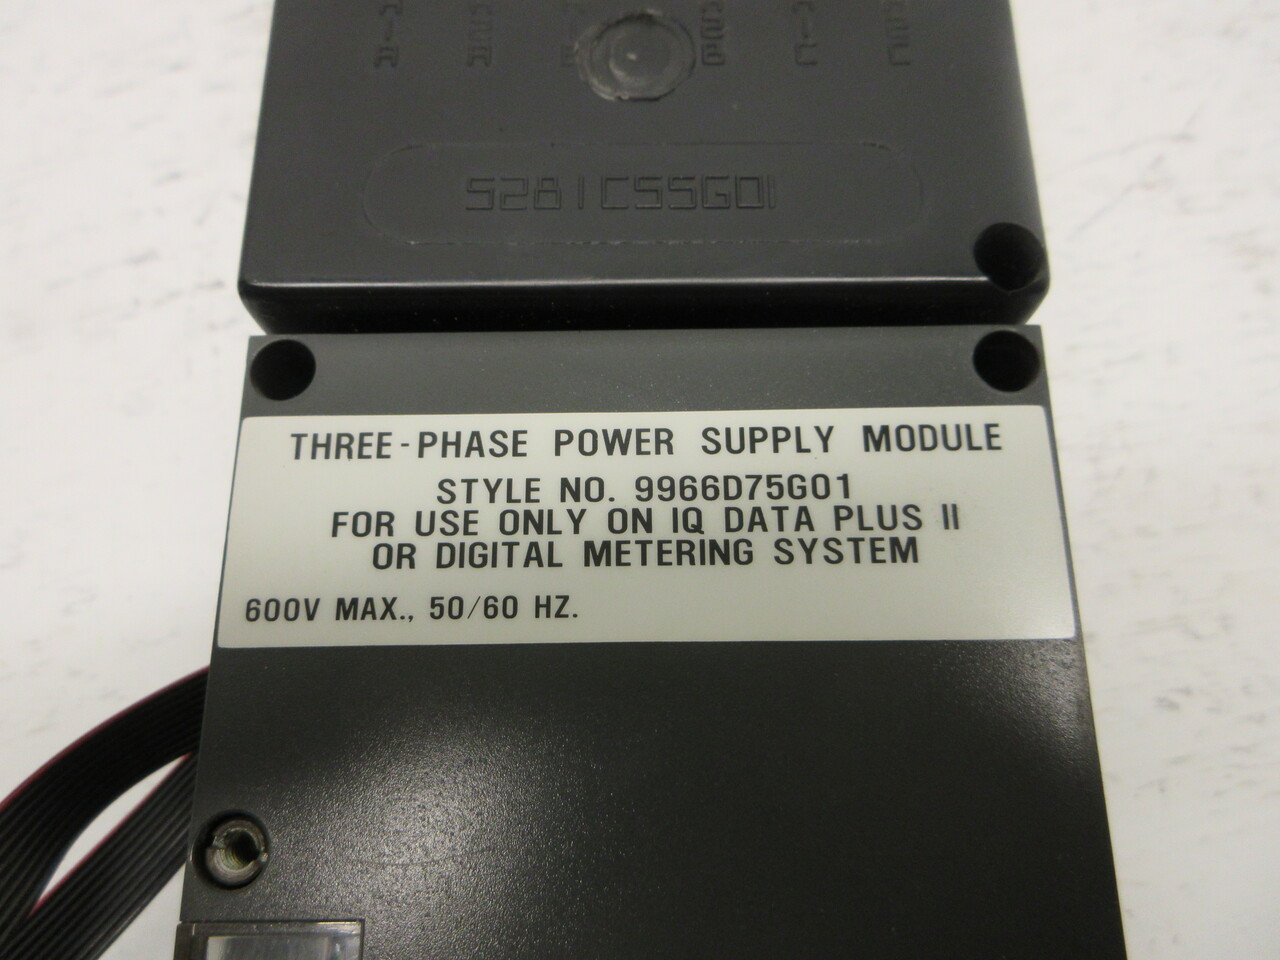 5281C55G01
THREE-PHASE POWER SUPPLY MODULE
STYLE NO. 9966D75G01
FOR USE ONLY ON IQ DATA PLUS II
OR DIGITAL METERING SYSTEM
600V MAX., 50/60 HZ.